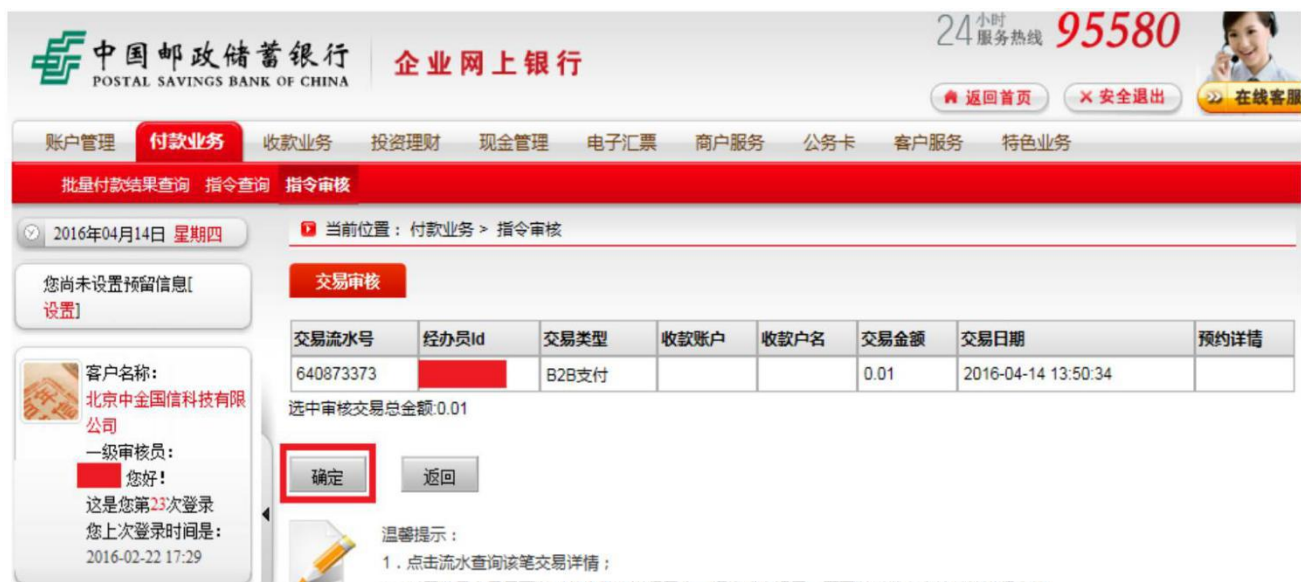 中国邮政储蓄银行
POSTAL SAVINGS BANK OF CHINA
企业网上银行
24小时服务热线 95580
返回首页 安全退出 在线客服
账户管理 付款业务 收款业务 投资理财 现金管理 电子汇票 商户服务 公务卡 客户服务 特色业务
批量付款结果查询 指令查询 指令审核
2016年04月14日 星期四
当前位置：付款业务 > 指令审核
您尚未设置预留信息[
设置]
交易审核
交易流水号 经办员Id 交易类型 收款账户 收款户名 交易金额 交易日期 预约详情
640873373 B2B支付 0.01 2016-04-14 13:50:34
选中审核交易总金额:0.01
客户名称：
北京中金国信科技有限
公司
一级审核员：
您好！
这是您第23次登录
您上次登录时间是：
2016-02-22 17:29
确定 返回
温馨提示：
1．点击流水查询该笔交易详情；